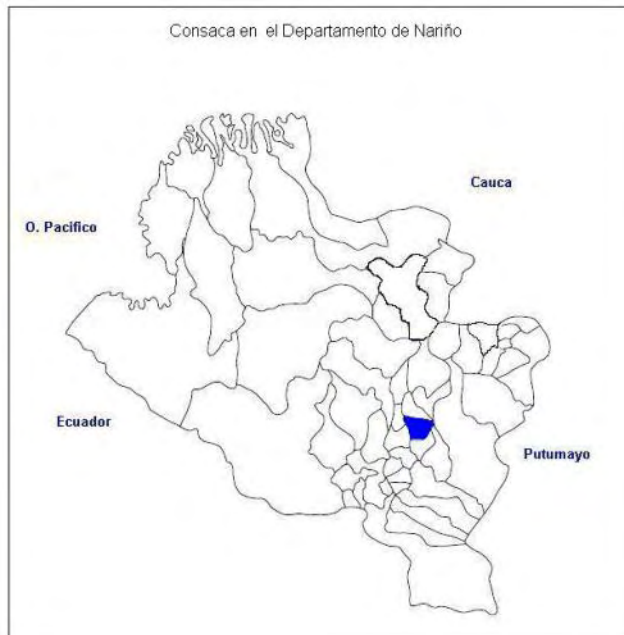 Consaca en el Departamento de Nariño
Cauca
O. Pacifico
Ecuador
Putumayo